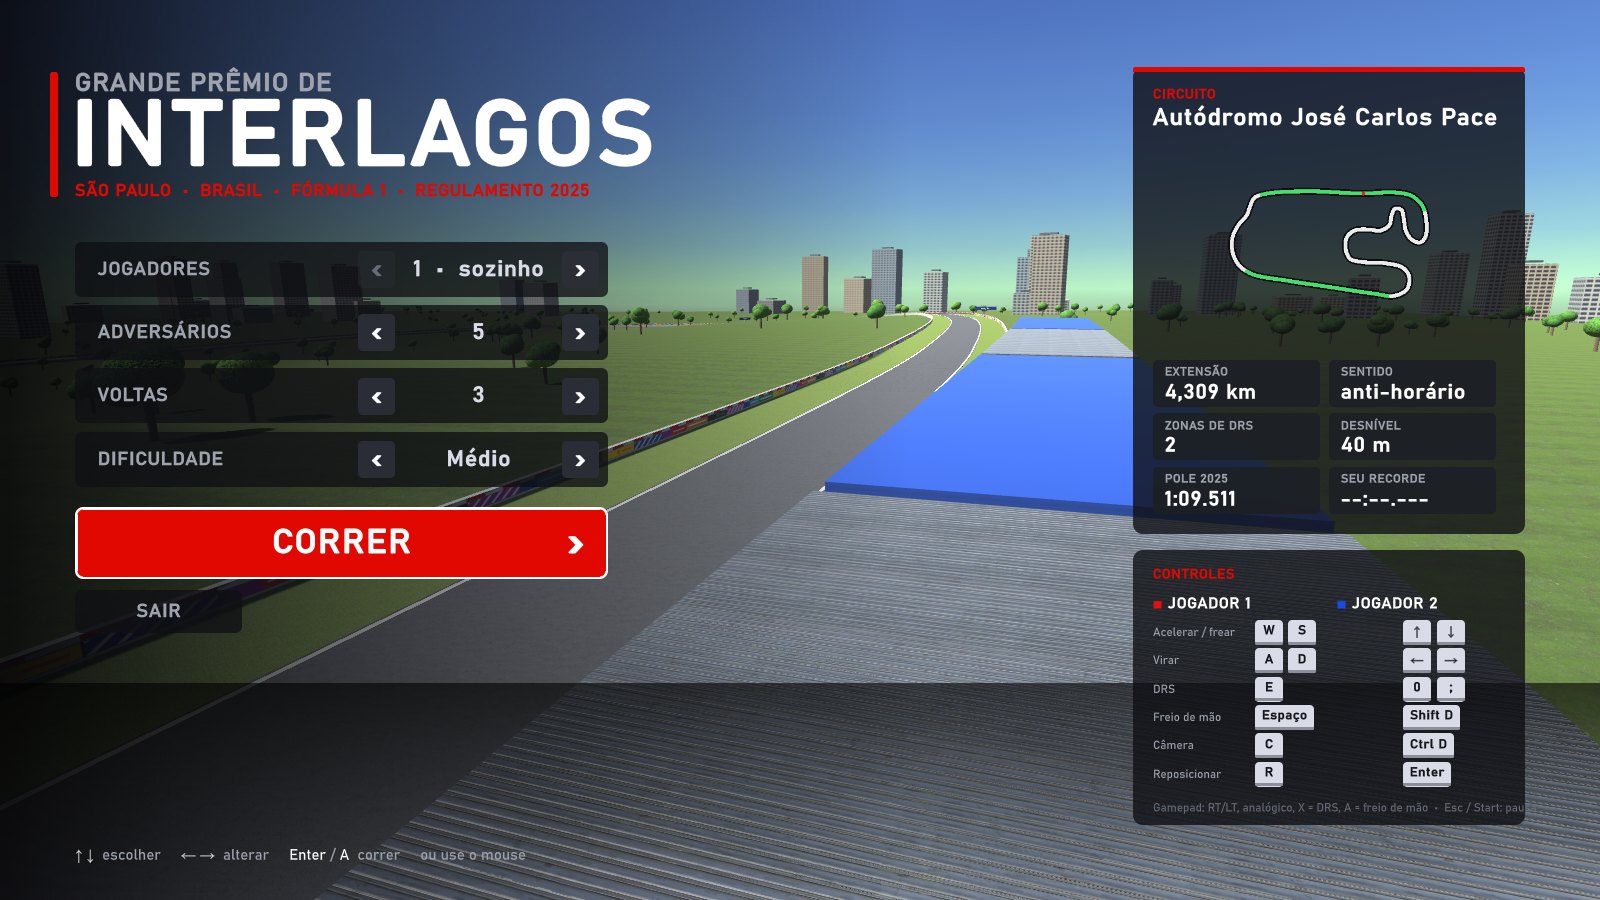 GRANDE PRÊMIO DE
INTERLAGOS
SÃO PAULO · BRASIL · FÓRMULA 1 · REGULAMENTO 2025
JOGADORES ‹ 1 · sozinho ›
ADVERSÁRIOS ‹ 5 ›
VOLTAS ‹ 3 ›
DIFICULDADE ‹ Médio ›
CORRER ›
SAIR
↑↓ escolher ←→ alterar Enter / A correr ou use o mouse
CIRCUITO
Autódromo José Carlos Pace
EXTENSÃO SENTIDO
4,309 km anti-horário
ZONAS DE DRS DESNÍVEL
2 40 m
POLE 2025 SEU RECORDE
1:09.511 --:--.---
CONTROLES
JOGADOR 1 JOGADOR 2
Acelerar / frear W S ↑ ↓
Virar A D ← →
DRS E 0 ;
Freio de mão Espaço Shift D
Câmera C Ctrl D
Reposicionar R Enter
Gamepad: RT/LT, analógico, X = DRS, A = freio de mão · Esc / Start: pau